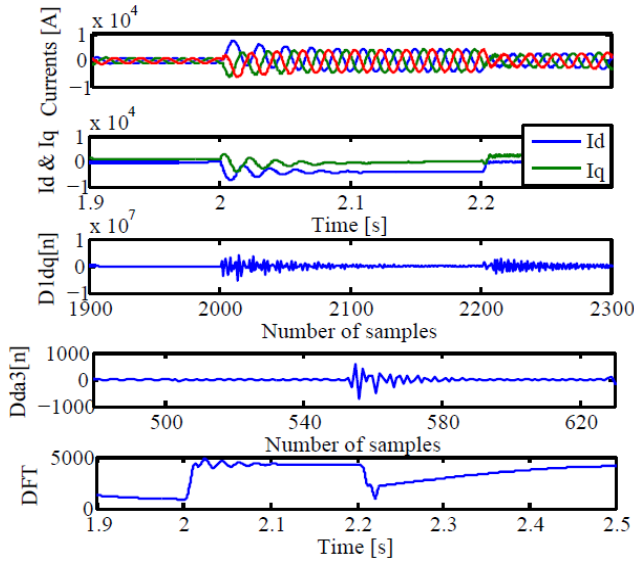 x 10^4
Currents [A]
1
0
−1
x 10^4
Id & Iq
1
0
−1
Id
Iq
1.9 2 2.1 2.2
Time [s]
x 10^7
D1dq[n]
1
0
−1
1900 2000 2100 2200 2300
Number of samples
Dda3[n]
1000
0
−1000
500 540 580 620
Number of samples
DFT
5000
0
1.9 2 2.1 2.2 2.3 2.4 2.5
Time [s]